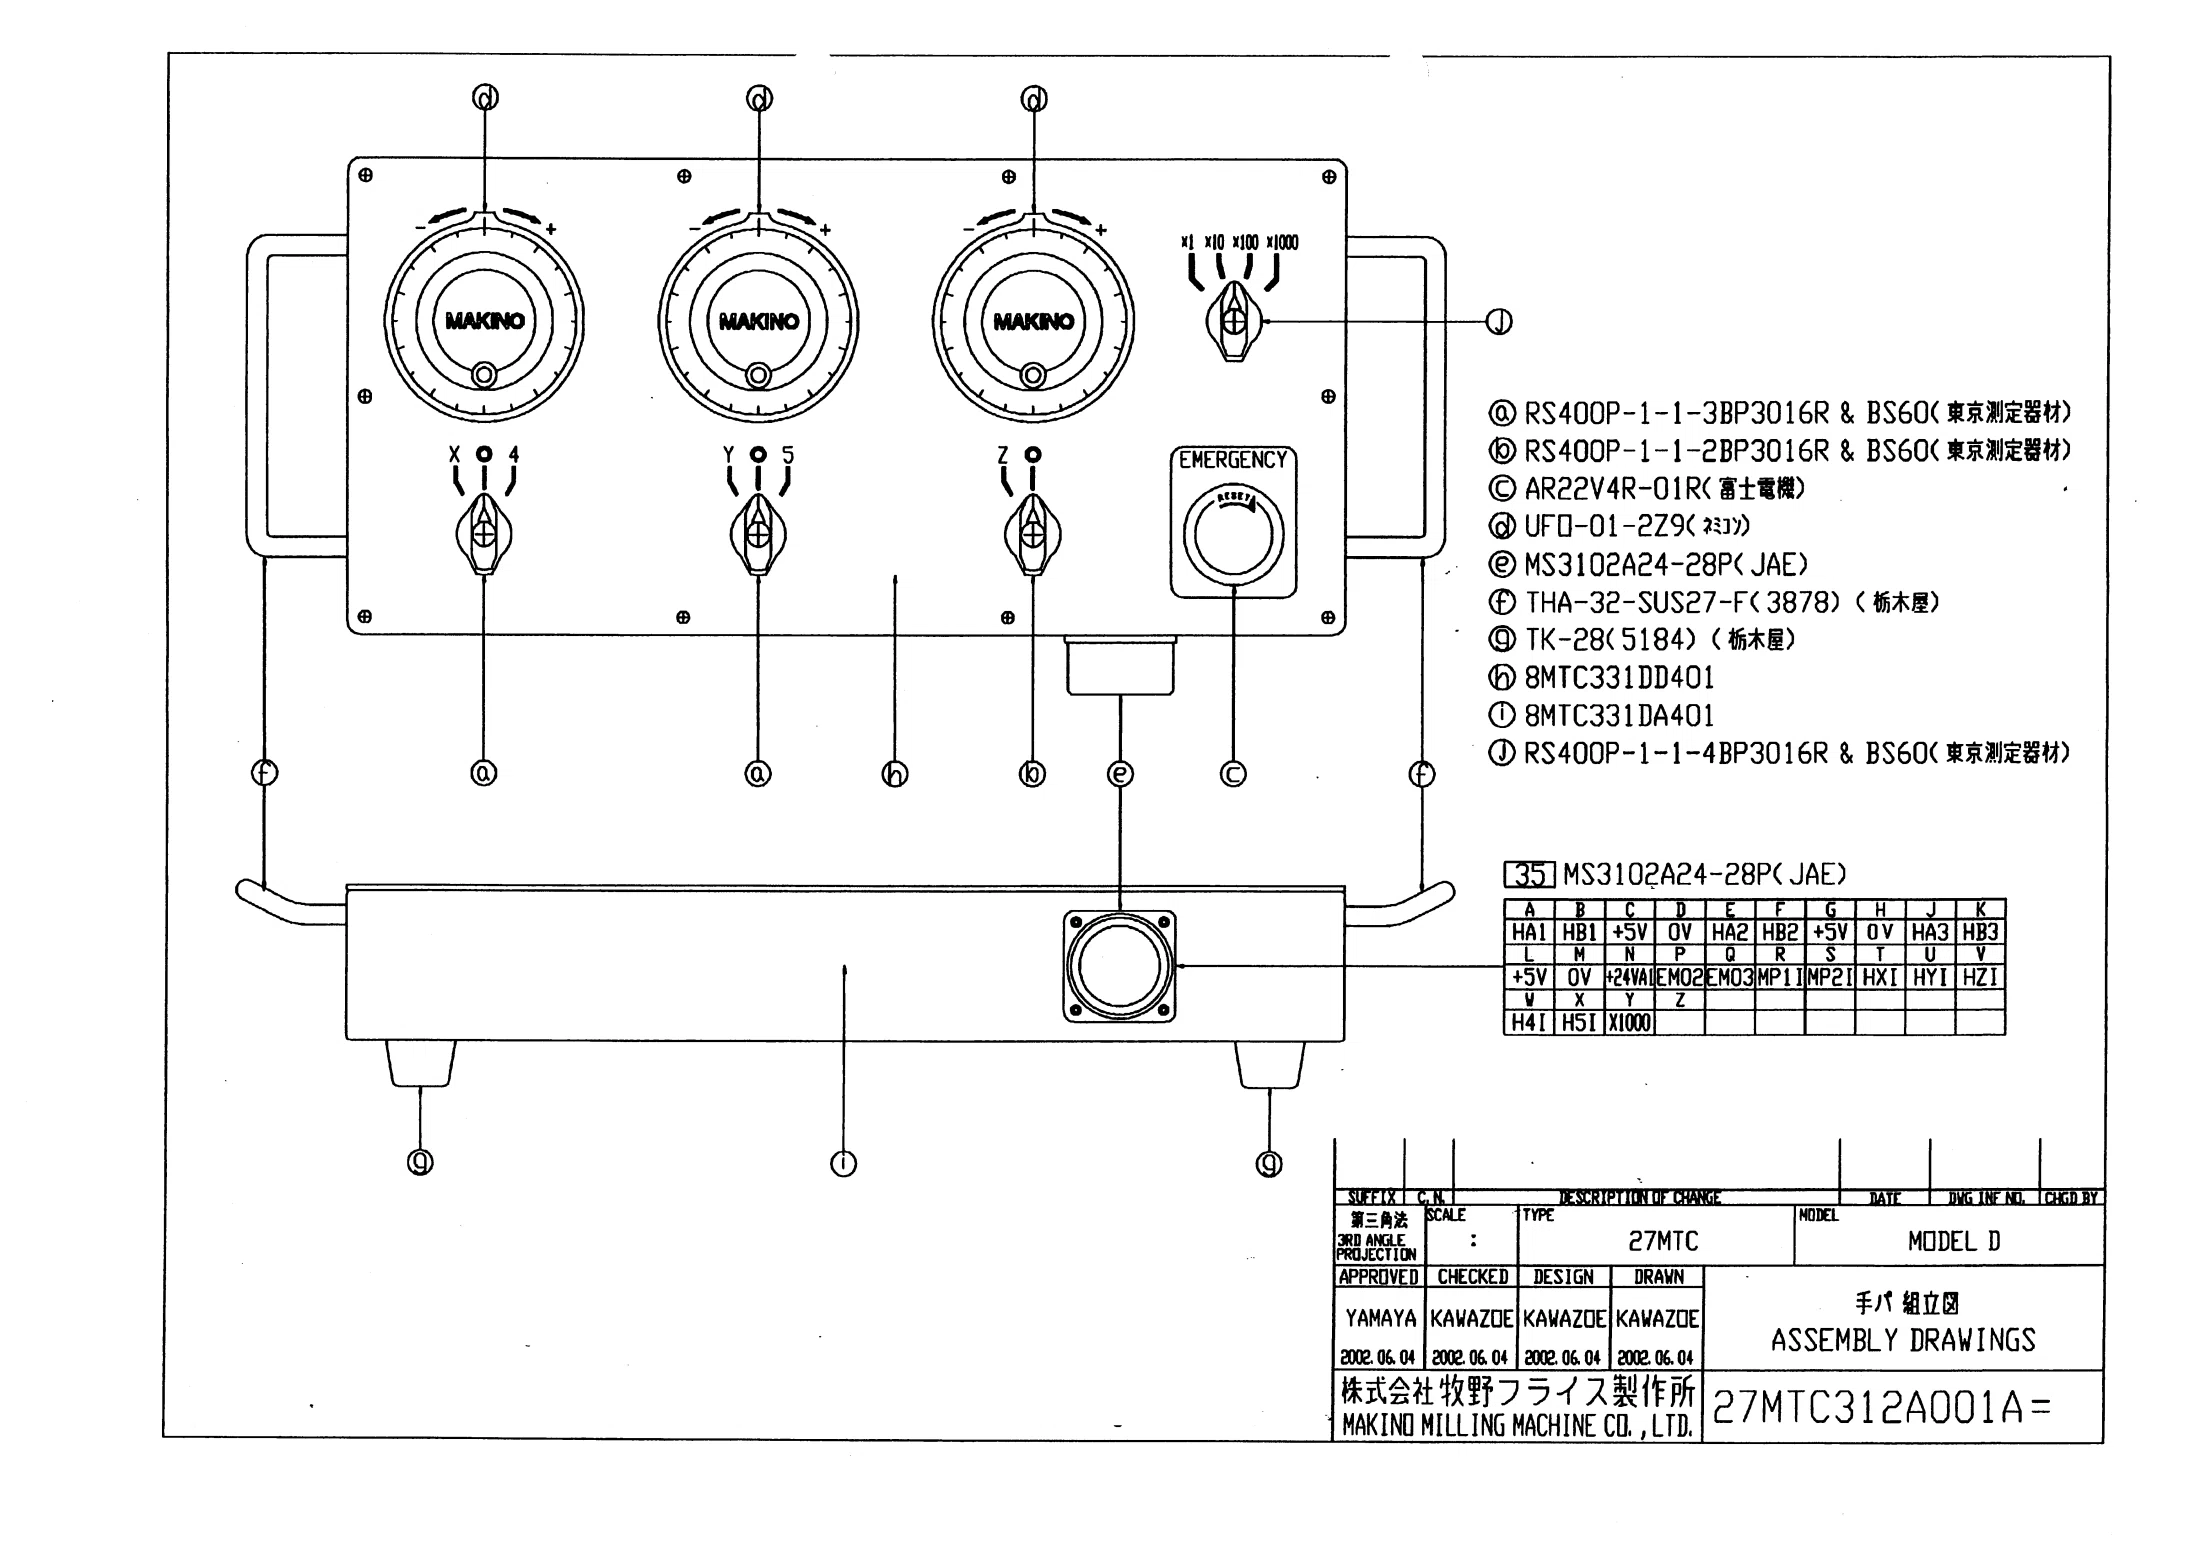 d d d
- + - + - +
×1 ×10 ×100 ×1000
MAKINO MAKINO MAKINO
J
X O 4 Y O 5 Z O
EMERGENCY
RESET
f a a h b e c f
ⓐ RS400P-1-1-3BP3016R & BS60(東京測定器材)
ⓑ RS400P-1-1-2BP3016R & BS60(東京測定器材)
ⓒ AR22V4R-01R(富士電機)
ⓓ UFO-01-2Z9(ﾈﾐｺﾝ)
ⓔ MS3102A24-28P(JAE)
ⓕ THA-32-SUS27-F(3878)(栃木屋)
ⓖ TK-28(5184)(栃木屋)
ⓗ 8MTC331DD401
ⓘ 8MTC331DA401
Ⓙ RS400P-1-1-4BP3016R & BS60(東京測定器材)
35 MS3102A24-28P(JAE)
A B C D E F G H J K
HA1 HB1 +5V 0V HA2 HB2 +5V 0V HA3 HB3
L M N P Q R S T U V
+5V 0V +24VA1 EM02 EM03 MP1I MP2I HXI HYI HZI
W X Y Z
H4I H5I X1000
g i g
SUFFIX C.N. DESCRIPTION OF CHANGE DATE DWG INF NO. CHGD BY
第三角法
3RD ANGLE
PROJECTION
SCALE
:
TYPE
27MTC
MODEL
MODEL D
APPROVED CHECKED DESIGN DRAWN
YAMAYA KAWAZOE KAWAZOE KAWAZOE
2002.06.04 2002.06.04 2002.06.04 2002.06.04
手パ 組立図
ASSEMBLY DRAWINGS
株式会社牧野フライス製作所
MAKINO MILLING MACHINE CO.,LTD.
27MTC312A001A=